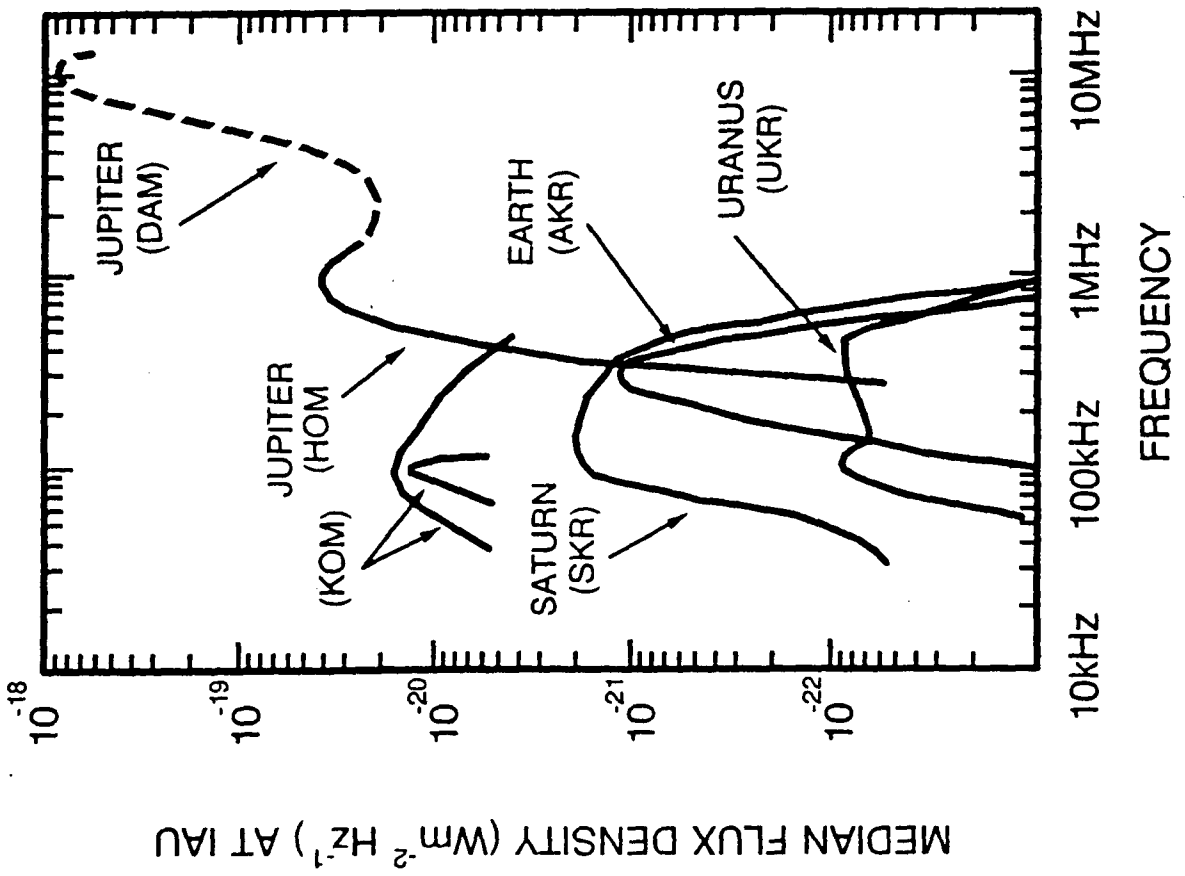 MEDIAN FLUX DENSITY (Wm⁻² Hz⁻¹) AT IAU
10⁻¹⁸
10⁻¹⁹
10⁻²⁰
10⁻²¹
10⁻²²
JUPITER
(DAM)
JUPITER
(HOM
(KOM)
SATURN
(SKR)
EARTH
(AKR)
URANUS
(UKR)
10kHz
100kHz
1MHz
10MHz
FREQUENCY